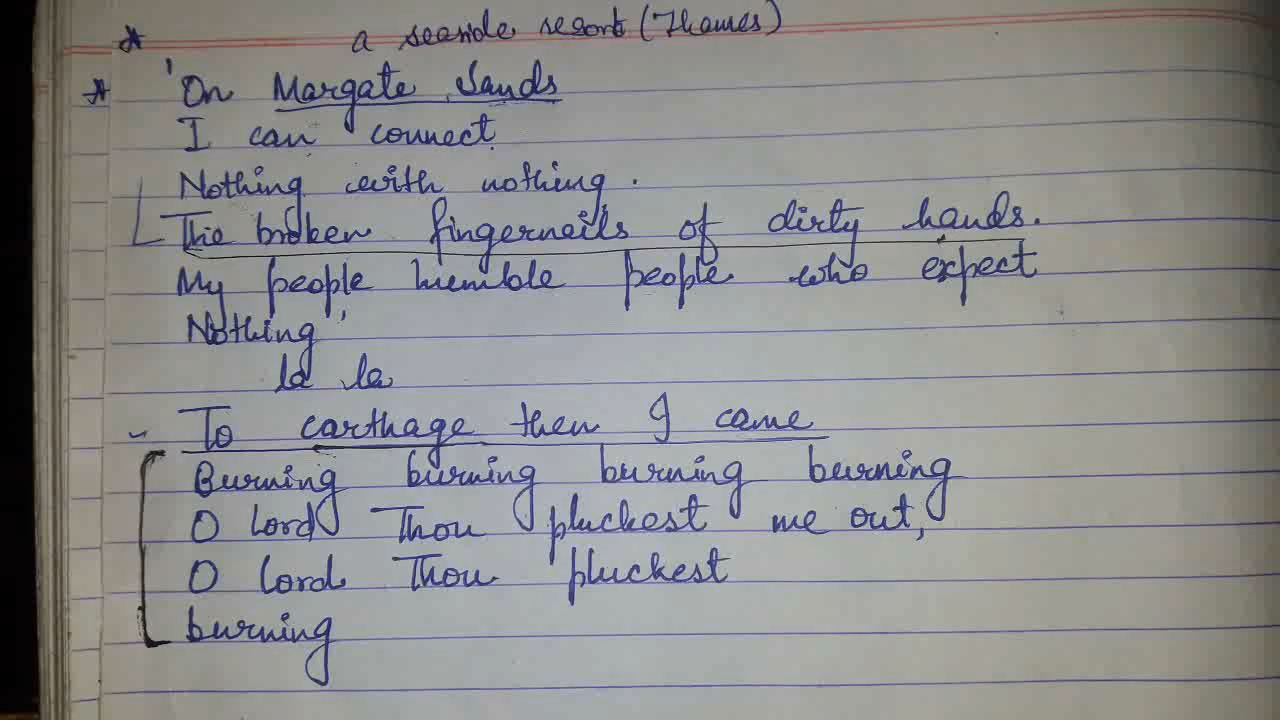 a seaside resort (Thames)
'On Margate Sands
I can connect
Nothing with nothing.
The broken fingernails of dirty hands.
My people humble people who expect
Nothing'
la la
To carthage then I came
Burning burning burning burning
O lord Thou pluckest me out,
O lord Thou pluckest
burning